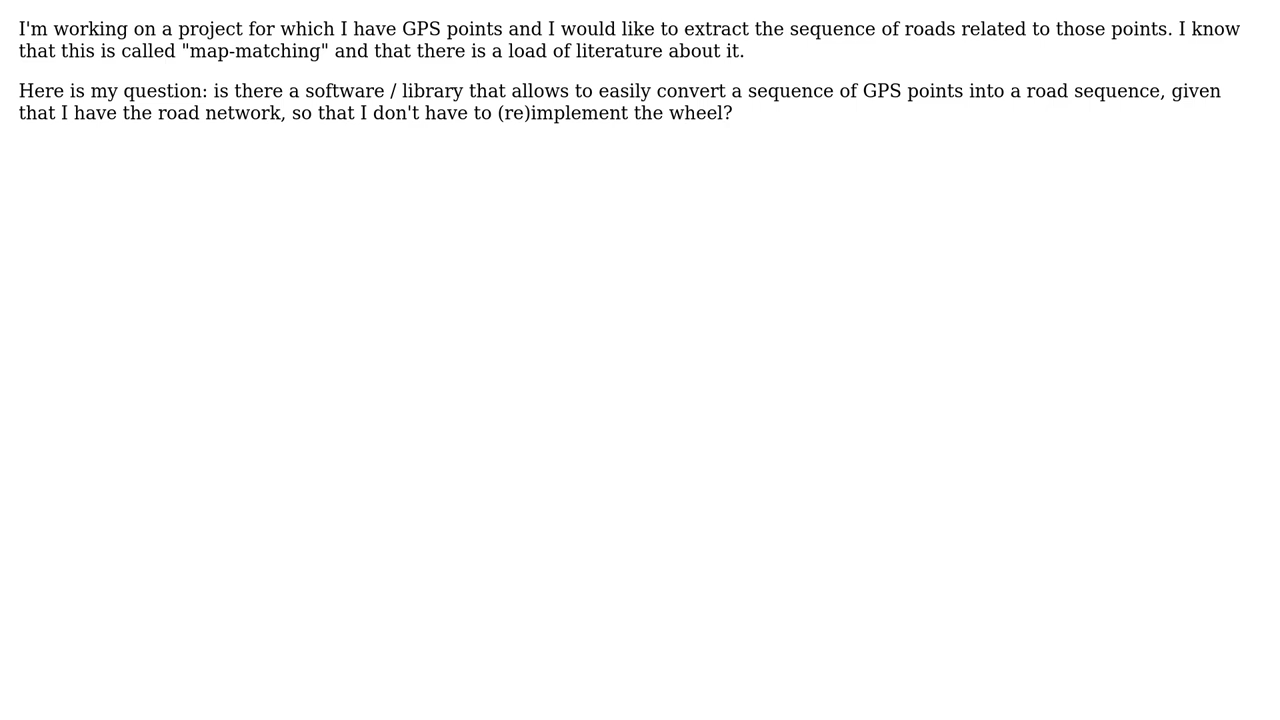 I'm working on a project for which I have GPS points and I would like to extract the sequence of roads related to those points. I know
that this is called "map-matching" and that there is a load of literature about it.
Here is my question: is there a software / library that allows to easily convert a sequence of GPS points into a road sequence, given
that I have the road network, so that I don't have to (re)implement the wheel?